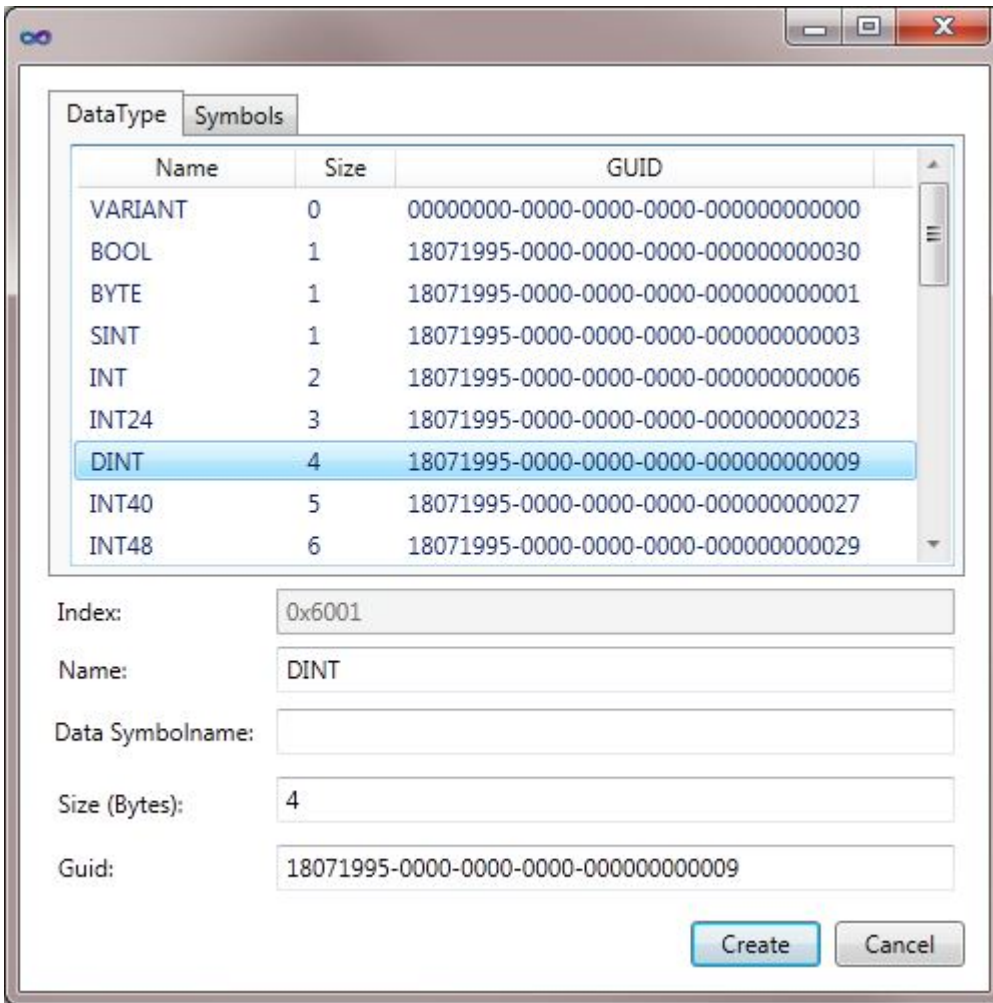 DataType Symbols
Name Size GUID
VARIANT 0 00000000-0000-0000-0000-000000000000
BOOL 1 18071995-0000-0000-0000-000000000030
BYTE 1 18071995-0000-0000-0000-000000000001
SINT 1 18071995-0000-0000-0000-000000000003
INT 2 18071995-0000-0000-0000-000000000006
INT24 3 18071995-0000-0000-0000-000000000023
DINT 4 18071995-0000-0000-0000-000000000009
INT40 5 18071995-0000-0000-0000-000000000027
INT48 6 18071995-0000-0000-0000-000000000029
Index: 0x6001
Name: DINT
Data Symbolname:
Size (Bytes): 4
Guid: 18071995-0000-0000-0000-000000000009
Create Cancel